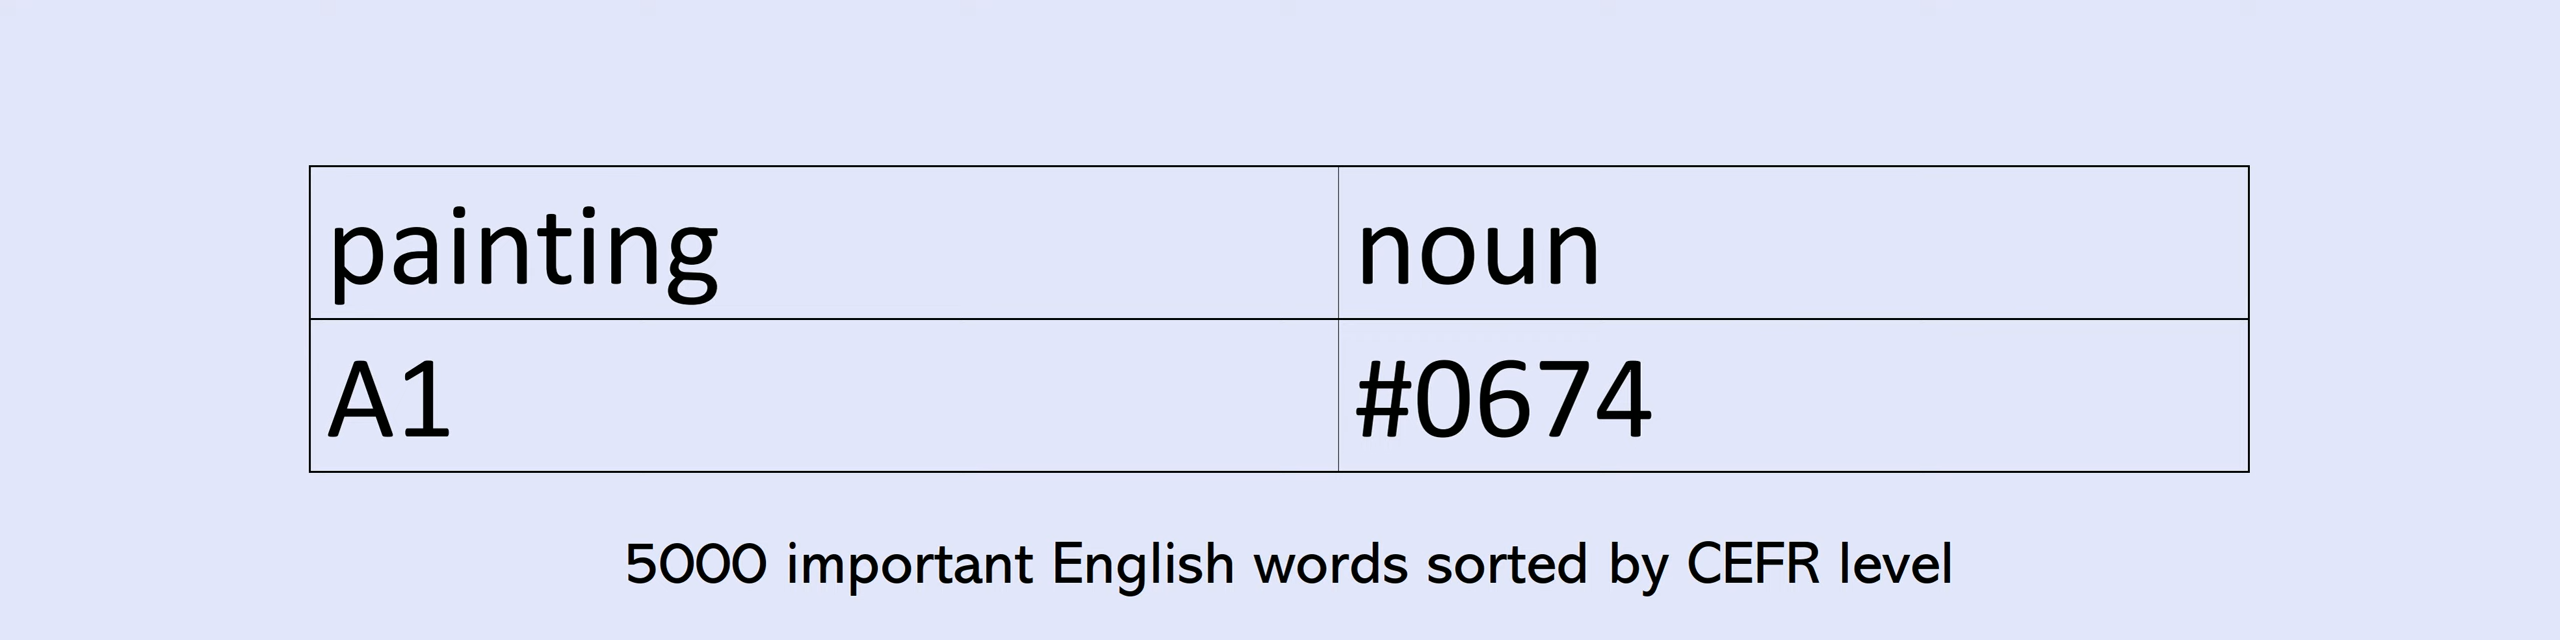 painting noun
A1 #0674
5000 important English words sorted by CEFR level